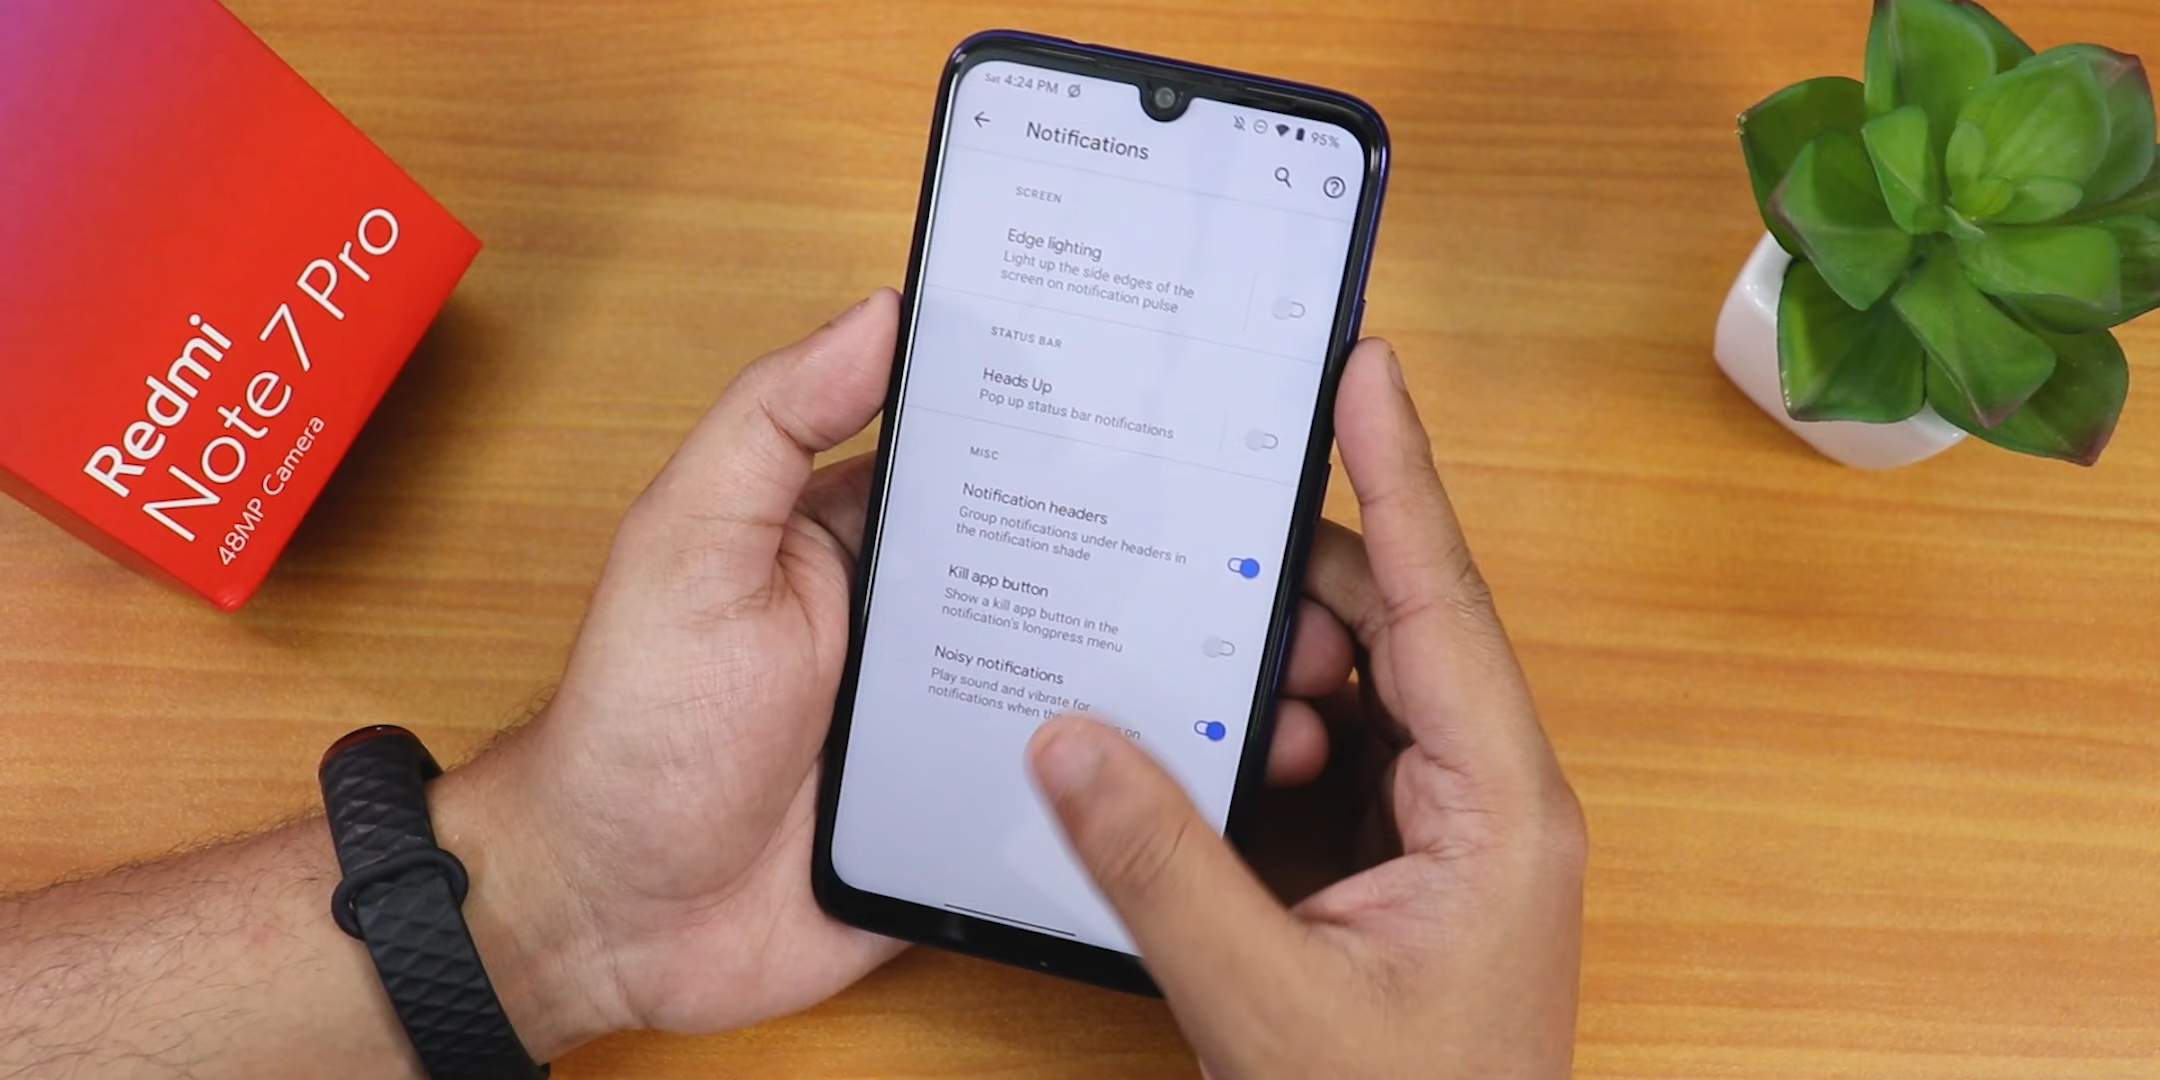 Redmi
Note 7 Pro
48MP Camera
Sat 4:24 PM
95%
Notifications
SCREEN
Edge lighting
Light up the side edges of the
screen on notification pulse
STATUS BAR
Heads Up
Pop up status bar notifications
MISC
Notification headers
Group notifications under headers in
the notification shade
Kill app button
Show a kill app button in the
notification's longpress menu
Noisy notifications
Play sound and vibrate for
notifications when on